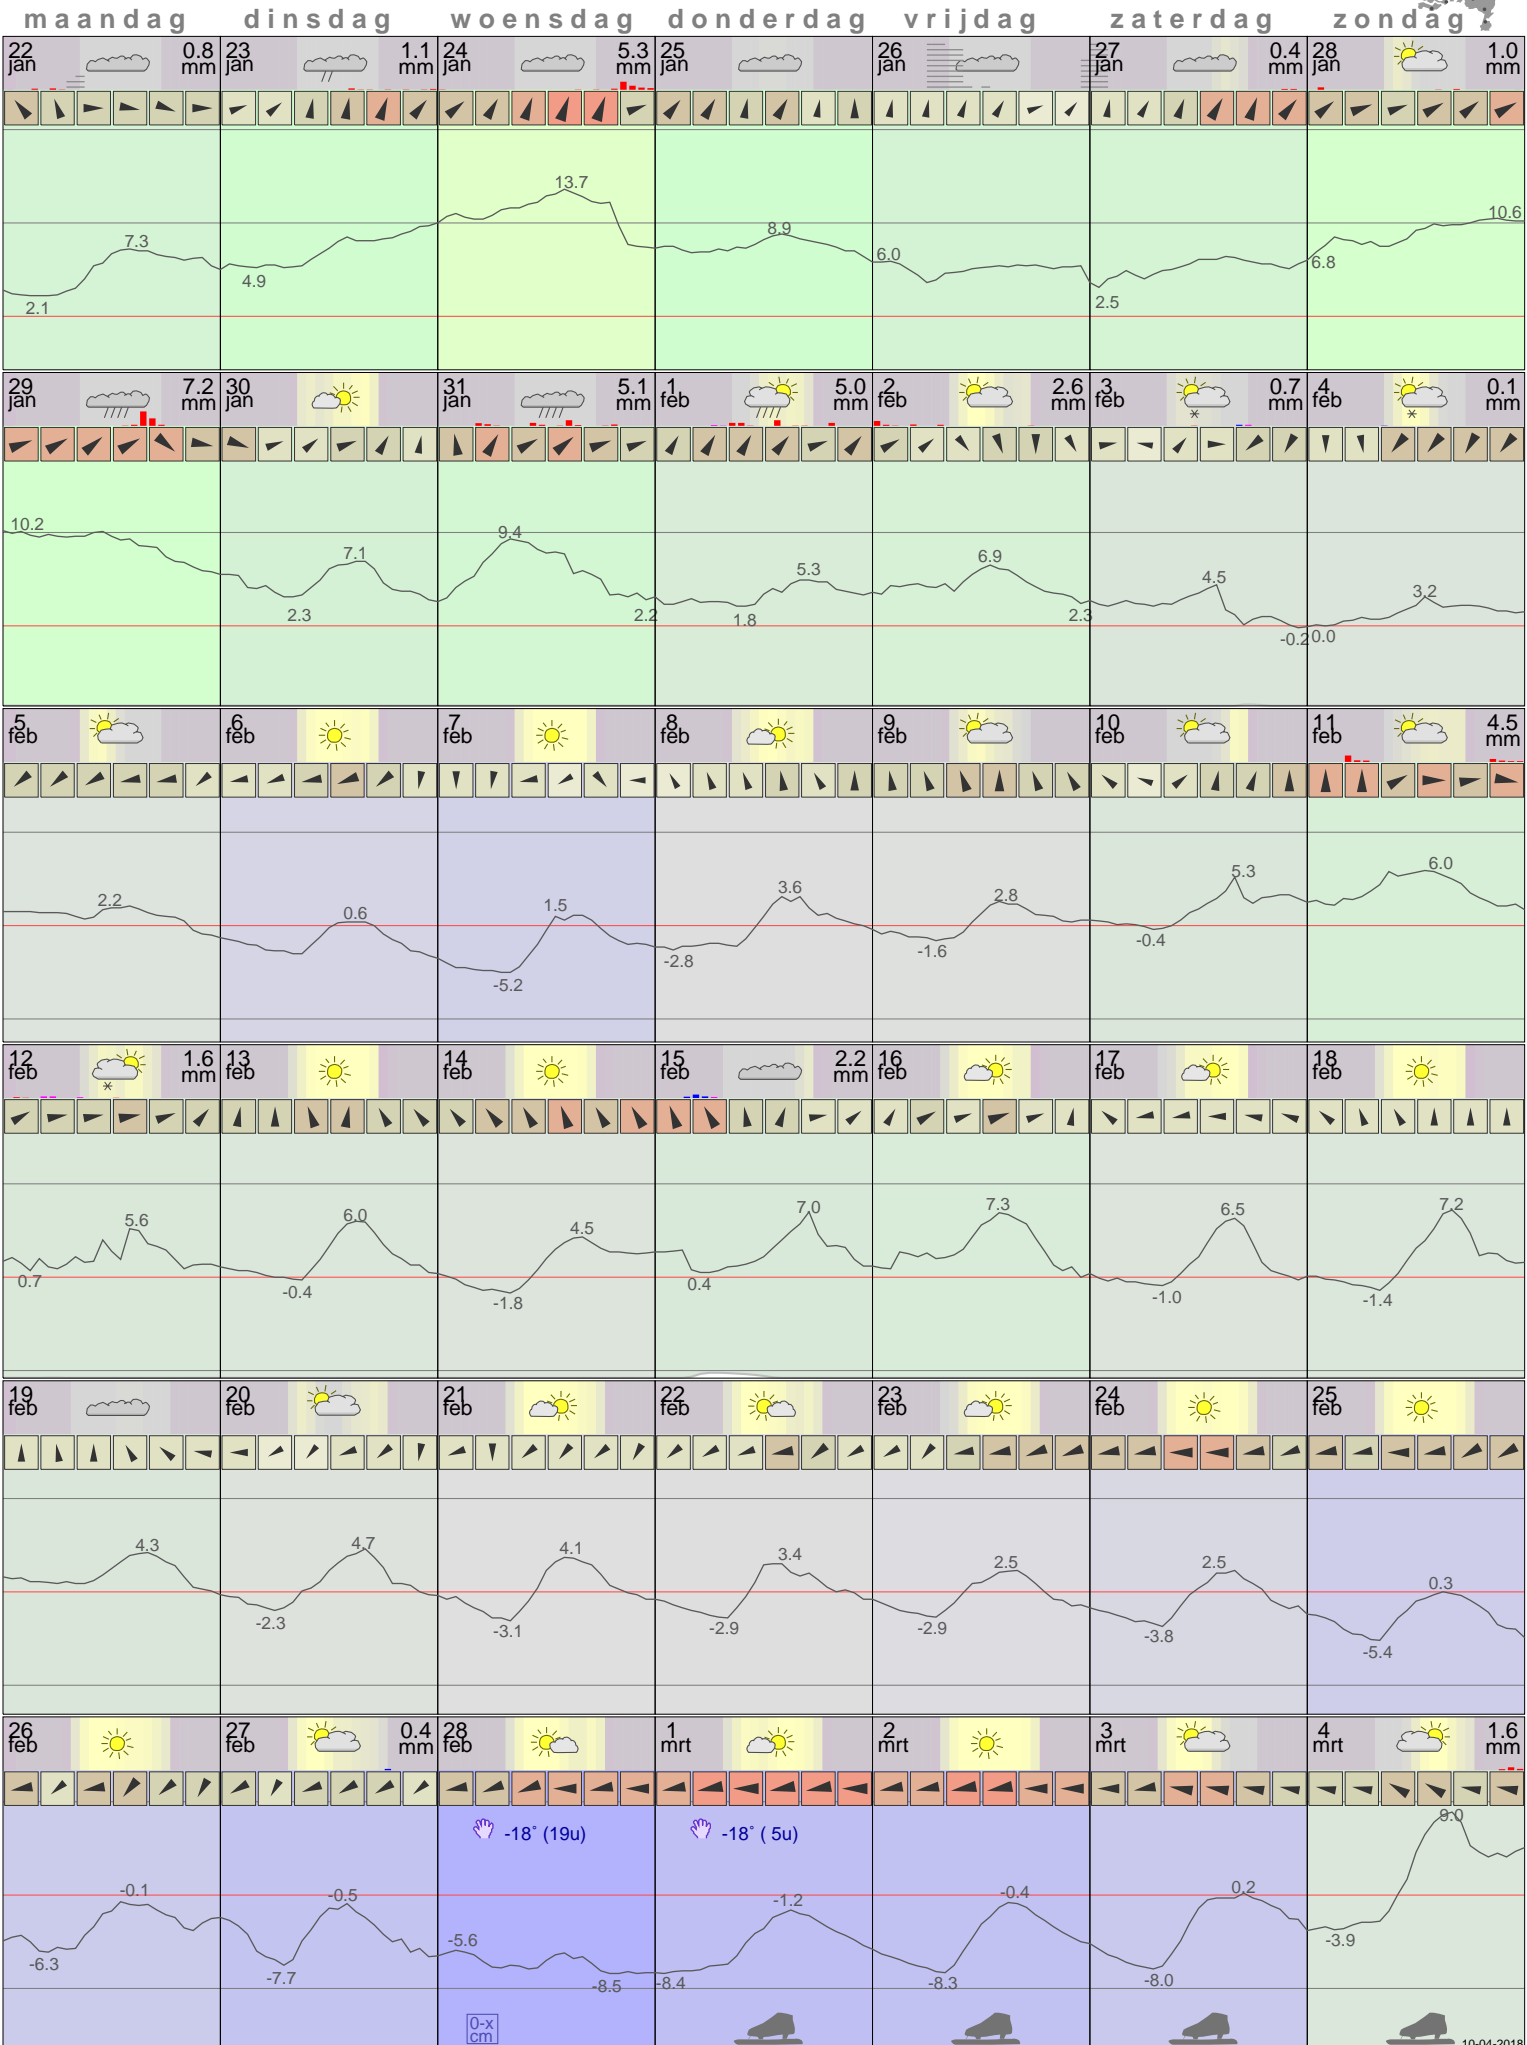 maandag dinsdag woensdag donderdag vrijdag zaterdag zondag
22 jan 0.8 mm 23 jan 1.1 mm 24 jan 5.3 mm 25 jan 26 jan 27 jan 0.4 mm 28 jan 1.0 mm
2.1 7.3 4.9 13.7 8.9 6.0 2.5 6.8 10.6
29 jan 7.2 mm 30 jan 31 jan 5.1 mm 1 feb 5.0 mm 2 feb 2.6 mm 3 feb 0.7 mm 4 feb 0.1 mm
10.2 2.3 7.1 9.4 2.2 1.8 5.3 6.9 2.3 4.5 -0.2 0.0 3.2
5 feb 6 feb 7 feb 8 feb 9 feb 10 feb 11 feb 4.5 mm
2.2 0.6 -5.2 1.5 -2.8 3.6 -1.6 2.8 -0.4 5.3 6.0
12 feb 1.6 mm 13 feb 14 feb 15 feb 2.2 mm 16 feb 17 feb 18 feb
0.7 5.6 -0.4 6.0 -1.8 4.5 0.4 7.0 7.3 -1.0 6.5 -1.4 7.2
19 feb 20 feb 21 feb 22 feb 23 feb 24 feb 25 feb
4.3 -2.3 4.7 -3.1 4.1 -2.9 3.4 -2.9 2.5 -3.8 2.5 -5.4 0.3
26 feb 27 feb 0.4 mm 28 feb 1 mrt 2 mrt 3 mrt 4 mrt 1.6 mm
-18° (19u) -18° ( 5u)
-6.3 -0.1 -7.7 -0.5 -5.6 -8.5 -8.4 -1.2 -8.3 -0.4 -8.0 0.2 -3.9 9.0
0-x
cm
10-04-2018